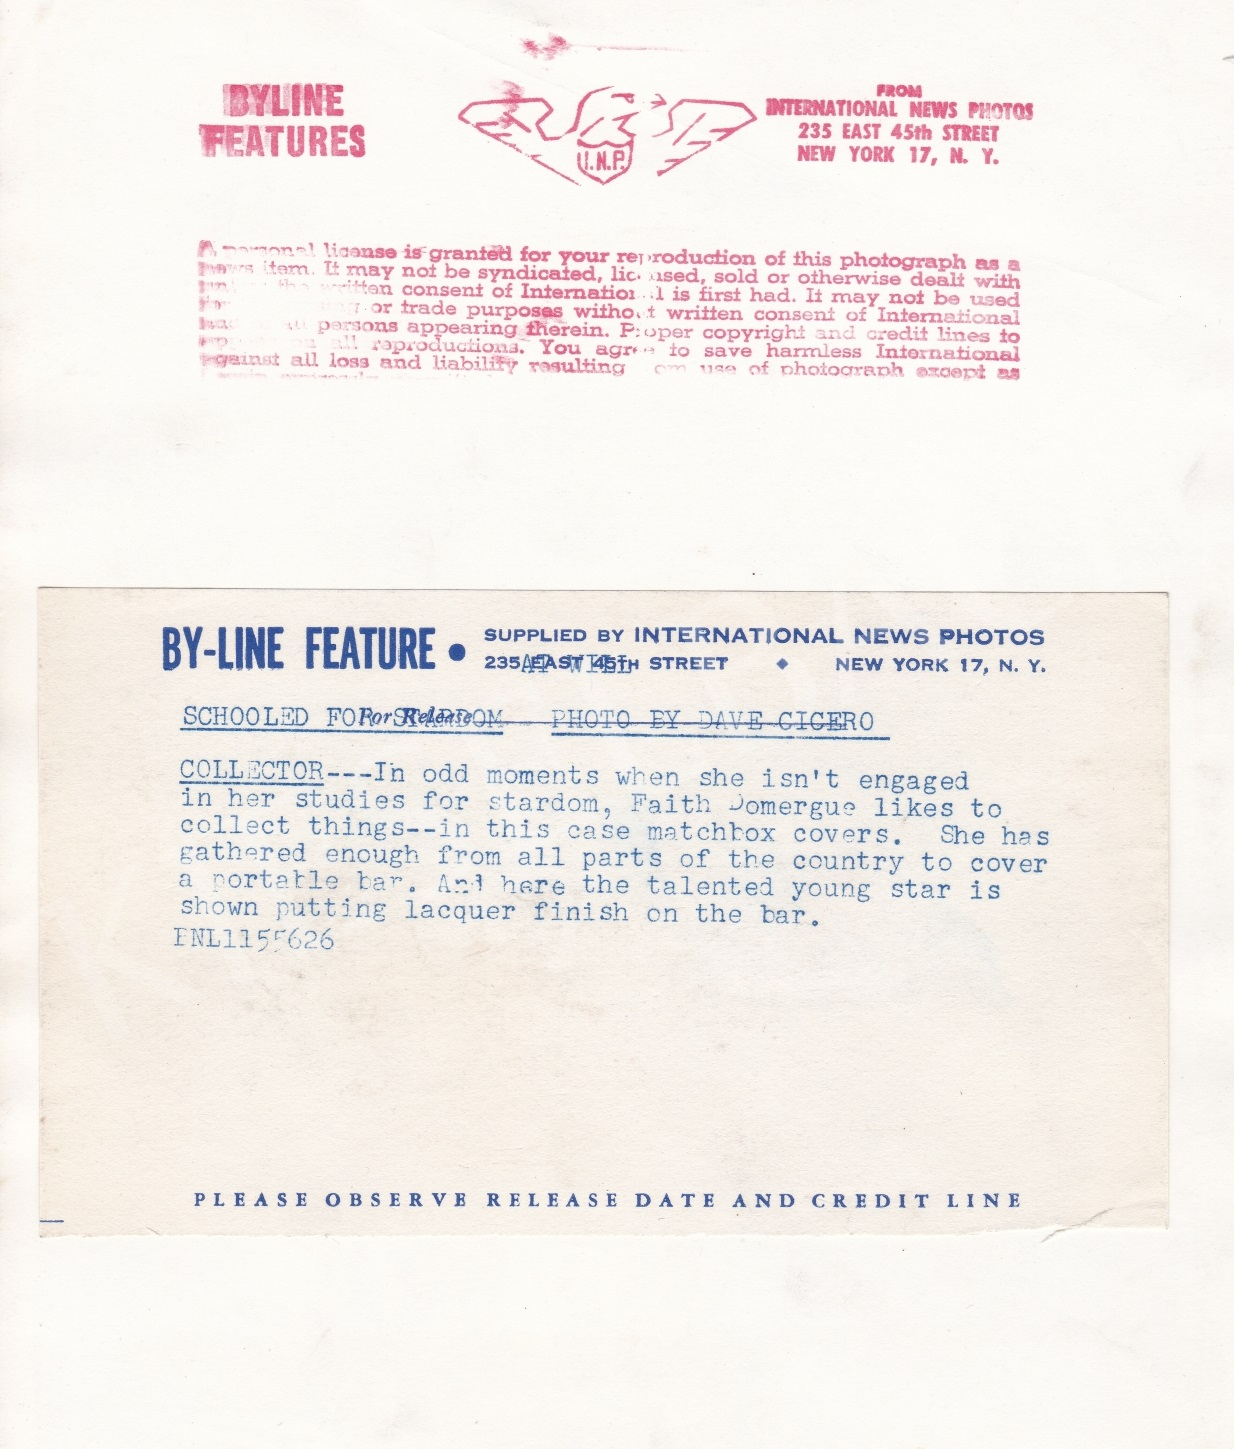 BYLINE
FEATURES
I.N.P.
FROM
INTERNATIONAL NEWS PHOTOS
235 EAST 45th STREET
NEW YORK 17, N. Y.
A personal license is granted for your reproduction of this photograph as a
news item. It may not be syndicated, licensed, sold or otherwise dealt with
the written consent of International is first had. It may not be used
or trade purposes without written consent of International
persons appearing therein. Proper copyright and credit lines to
all reproductions. You agree to save harmless International
against all loss and liability resulting from use of photograph except as
BY-LINE FEATURE • SUPPLIED BY INTERNATIONAL NEWS PHOTOS
235 EAST 45TH STREET ♦ NEW YORK 17, N. Y.
AT WILL
For Release
SCHOOLED FOR STARDOM PHOTO BY DAVE CICERO
COLLECTOR---In odd moments when she isn't engaged
in her studies for stardom, Faith Domergue likes to
collect things--in this case matchbox covers. She has
gathered enough from all parts of the country to cover
a portable bar. And here the talented young star is
shown putting lacquer finish on the bar.
PLEASE OBSERVE RELEASE DATE AND CREDIT LINE